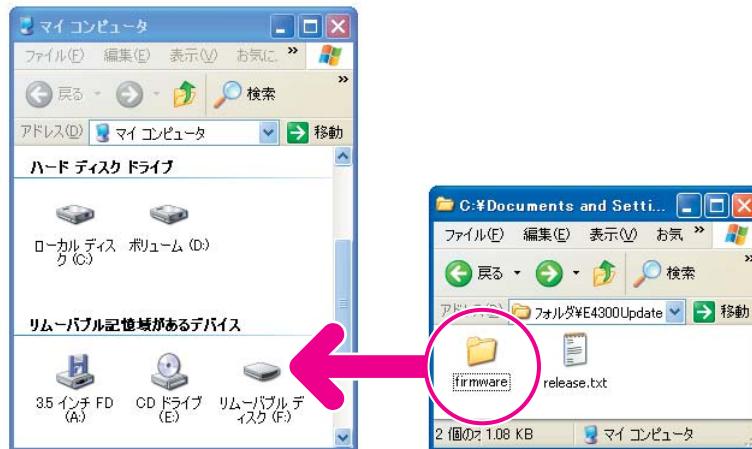 マイ コンピュータ
ファイル(F) 編集(E) 表示(V) お気に. »
戻る 検索 »
アドレス(D) マイ コンピュータ 移動
ハード ディスク ドライブ
ローカル ディスク (C:)
ボリューム (D:)
リムーバブル記憶域があるデバイス
3.5 インチ FD (A:)
CD ドライブ (E:)
リムーバブル ディスク (F:)
C:¥Documents and Setti...
ファイル(F) 編集(E) 表示(V) お気 »
戻る 検索 »
フォルダ¥E4300Update 移動
firmware
release.txt
2 個の 1.08 KB マイ コンピュータ